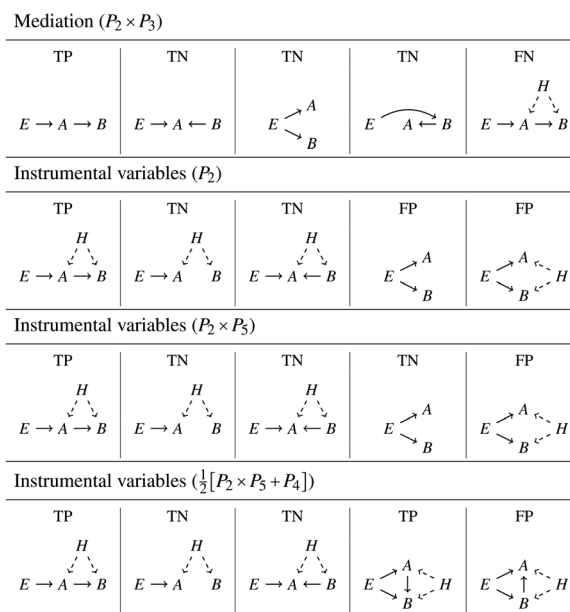 Mediation (P₂ × P₃)
TP TN TN TN FN
H
A
E → A → B E → A ← B E E A ← B E → A → B
B
Instrumental variables (P₂)
TP TN TN FP FP
H H H
A A
E → A → B E → A B E → A ← B E E H
B B
Instrumental variables (P₂ × P₅)
TP TN TN TN FP
H H H
A A
E → A → B E → A B E → A ← B E E H
B B
Instrumental variables (½[P₂ × P₅ + P₄])
TP TN TN TP FP
H H H
A A
E → A → B E → A B E → A ← B E H E H
B B